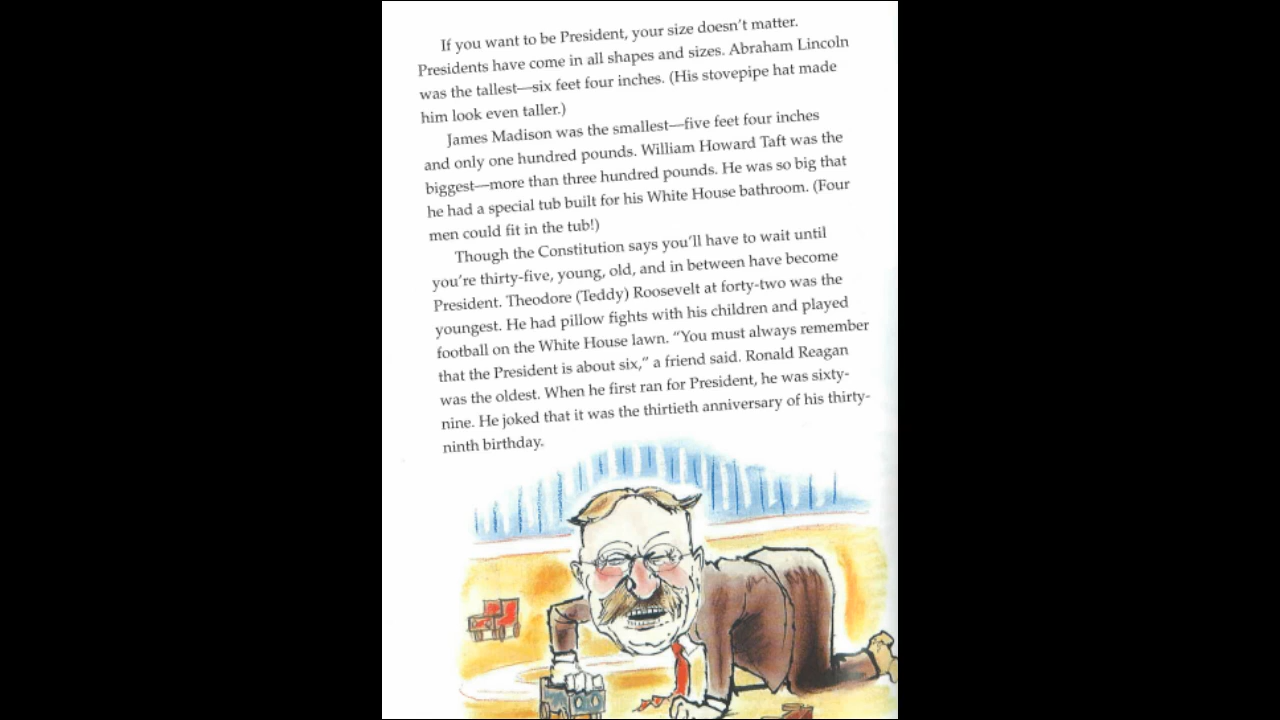 If you want to be President, your size doesn't matter.
Presidents have come in all shapes and sizes. Abraham Lincoln
was the tallest—six feet four inches. (His stovepipe hat made
him look even taller.)
James Madison was the smallest—five feet four inches
and only one hundred pounds. William Howard Taft was the
biggest—more than three hundred pounds. He was so big that
he had a special tub built for his White House bathroom. (Four
men could fit in the tub!)
Though the Constitution says you'll have to wait until
you're thirty-five, young, old, and in between have become
President. Theodore (Teddy) Roosevelt at forty-two was the
youngest. He had pillow fights with his children and played
football on the White House lawn. “You must always remember
that the President is about six,” a friend said. Ronald Reagan
was the oldest. When he first ran for President, he was sixty-
nine. He joked that it was the thirtieth anniversary of his thirty-
ninth birthday.